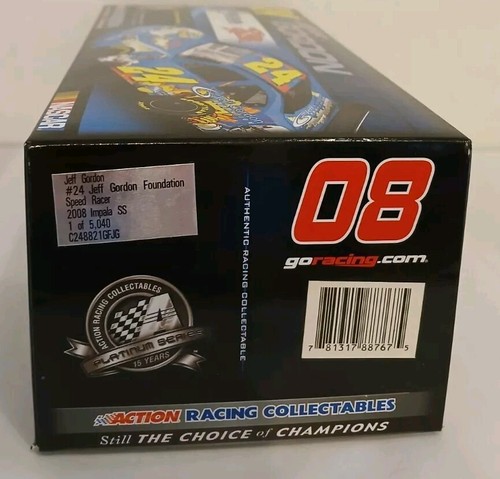 GORDON
24
24
NASCAR
Jeff Gordon
#24 Jeff Gordon Foundation
Speed Racer
2008 Impala SS
1 of 5,040
C248821GFJG
ACTION RACING COLLECTABLES
PLATINUM SERIES
15 YEARS
AUTHENTIC RACING COLLECTABLE
08
goracing.com
7 81317 88767 5
ACTION RACING COLLECTABLES
Still THE CHOICE of CHAMPIONS